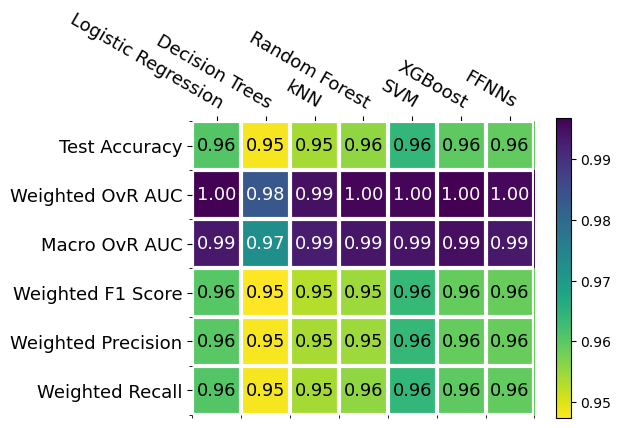 Logistic Regression
Decision Trees
kNN
Random Forest
SVM
XGBoost
FFNNs
Test Accuracy 0.96 0.95 0.95 0.96 0.96 0.96 0.96
Weighted OvR AUC 1.00 0.98 0.99 1.00 1.00 1.00 1.00
Macro OvR AUC 0.99 0.97 0.99 0.99 0.99 0.99 0.99
Weighted F1 Score 0.96 0.95 0.95 0.95 0.96 0.96 0.96
Weighted Precision 0.96 0.95 0.95 0.95 0.96 0.96 0.96
Weighted Recall 0.96 0.95 0.95 0.96 0.96 0.96 0.96
0.99
0.98
0.97
0.96
0.95